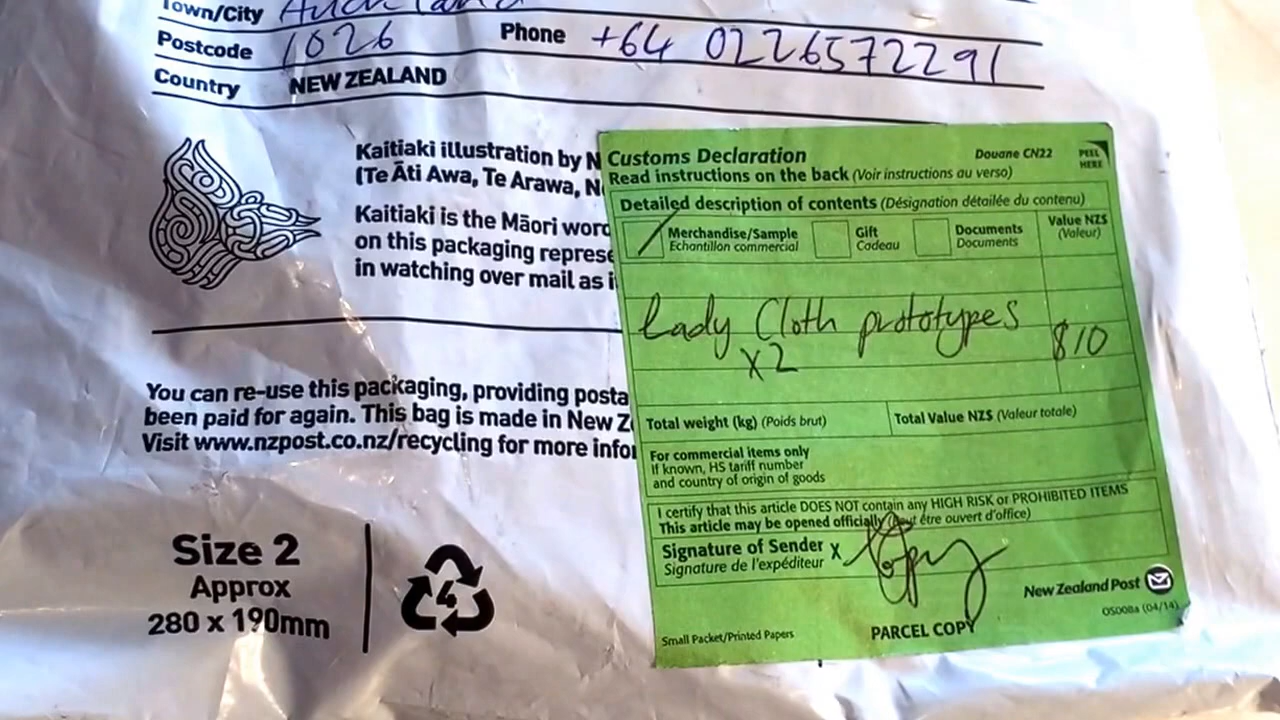 Town/City Auckland
Postcode 1026 Phone +64 0226572291
Country NEW ZEALAND
Kaitiaki illustration by N
(Te Āti Awa, Te Arawa, N
Kaitiaki is the Māori word
on this packaging represe
in watching over mail as i
You can re-use this packaging, providing posta
been paid for again. This bag is made in New Z
Visit www.nzpost.co.nz/recycling for more infor
Size 2
Approx
280 x 190mm
4
Customs Declaration Douane CN22 PEEL HERE
Read instructions on the back (Voir instructions au verso)
Detailed description of contents (Désignation détaillée du contenu)
Merchandise/Sample Gift Documents Value NZ$
Echantillon commercial Cadeau Documents (Valeur)
Lady Cloth prototypes $10
x2
Total weight (kg) (Poids brut) Total Value NZ$ (Valeur totale)
For commercial items only
If known, HS tariff number
and country of origin of goods
I certify that this article DOES NOT contain any HIGH RISK or PROHIBITED ITEMS
This article may be opened officially (peut être ouvert d'office)
Signature of Sender x
Signature de l'expéditeur
New Zealand Post
OS008a (04/14)
Small Packet/Printed Papers PARCEL COPY